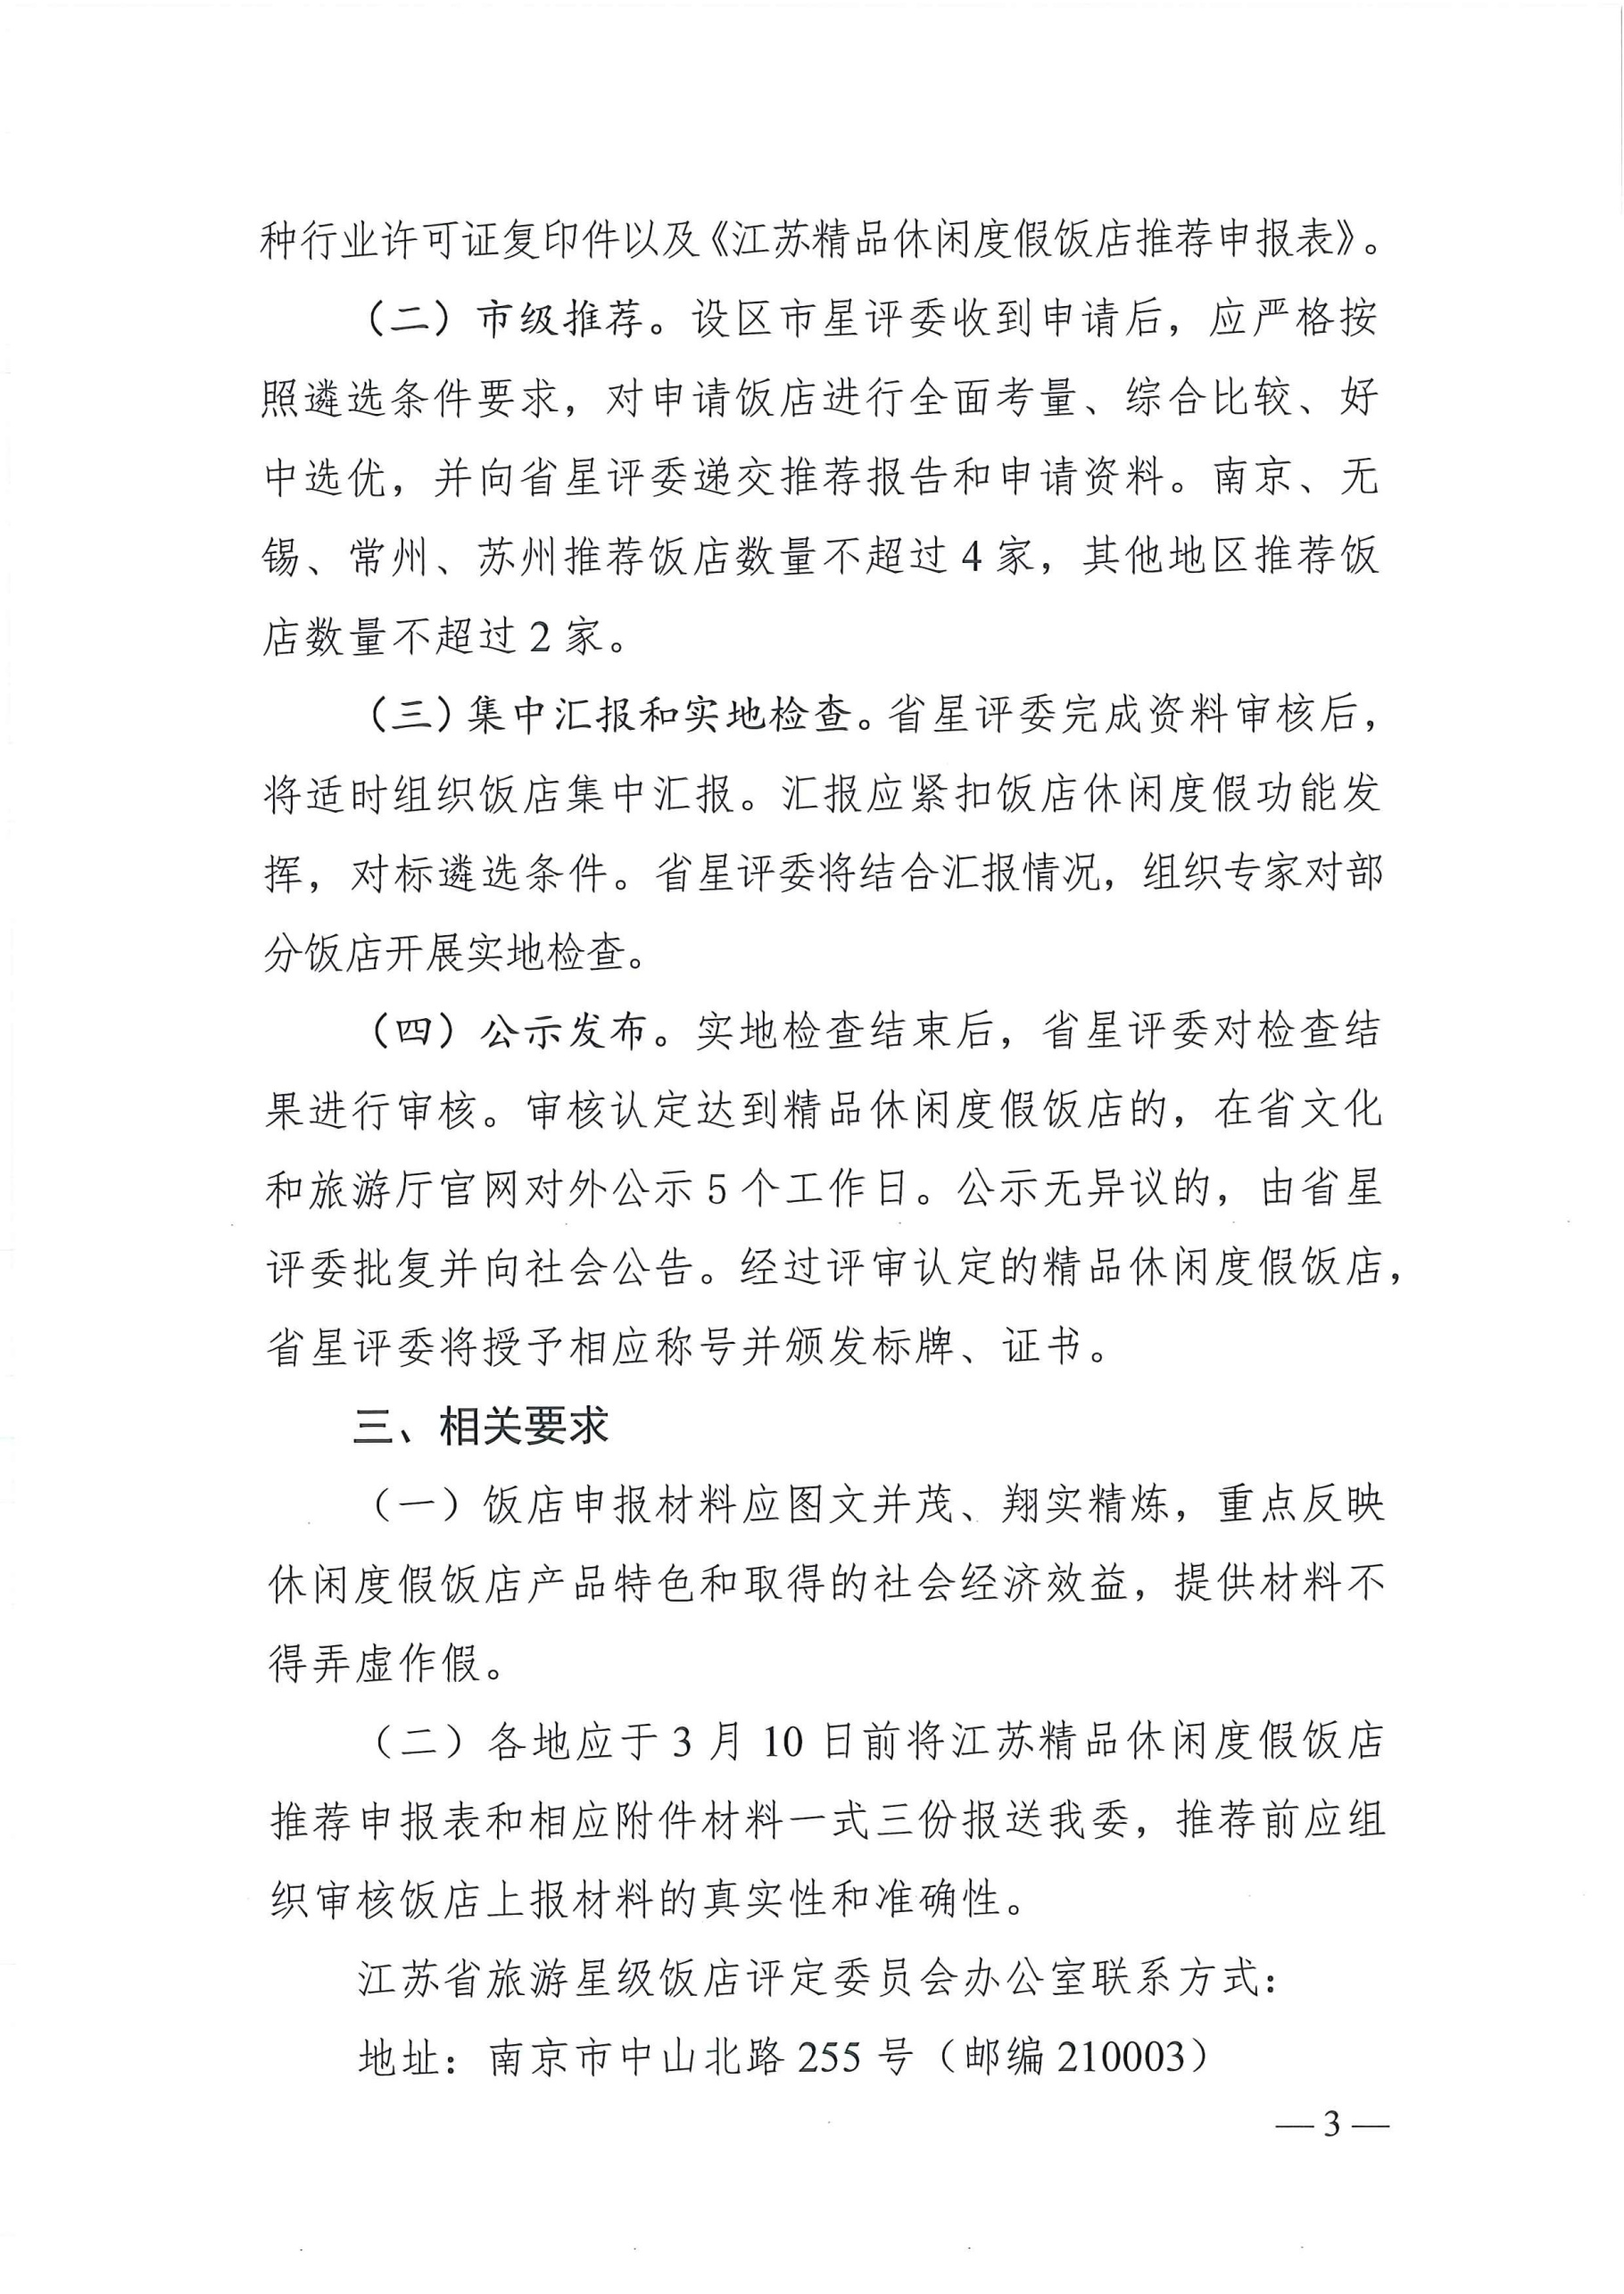 种行业许可证复印件以及《江苏精品休闲度假饭店推荐申报表》。
（二）市级推荐。设区市星评委收到申请后，应严格按
照遴选条件要求，对申请饭店进行全面考量、综合比较、好
中选优，并向省星评委递交推荐报告和申请资料。南京、无
锡、常州、苏州推荐饭店数量不超过 4 家，其他地区推荐饭
店数量不超过 2 家。
（三）集中汇报和实地检查。省星评委完成资料审核后，
将适时组织饭店集中汇报。汇报应紧扣饭店休闲度假功能发
挥，对标遴选条件。省星评委将结合汇报情况，组织专家对部
分饭店开展实地检查。
（四）公示发布。实地检查结束后，省星评委对检查结
果进行审核。审核认定达到精品休闲度假饭店的，在省文化
和旅游厅官网对外公示 5 个工作日。公示无异议的，由省星
评委批复并向社会公告。经过评审认定的精品休闲度假饭店，
省星评委将授予相应称号并颁发标牌、证书。
三、相关要求
（一）饭店申报材料应图文并茂、翔实精炼，重点反映
休闲度假饭店产品特色和取得的社会经济效益，提供材料不
得弄虚作假。
（二）各地应于 3 月 10 日前将江苏精品休闲度假饭店
推荐申报表和相应附件材料一式三份报送我委，推荐前应组
织审核饭店上报材料的真实性和准确性。
江苏省旅游星级饭店评定委员会办公室联系方式：
地址：南京市中山北路 255 号（邮编 210003）
— 3 —